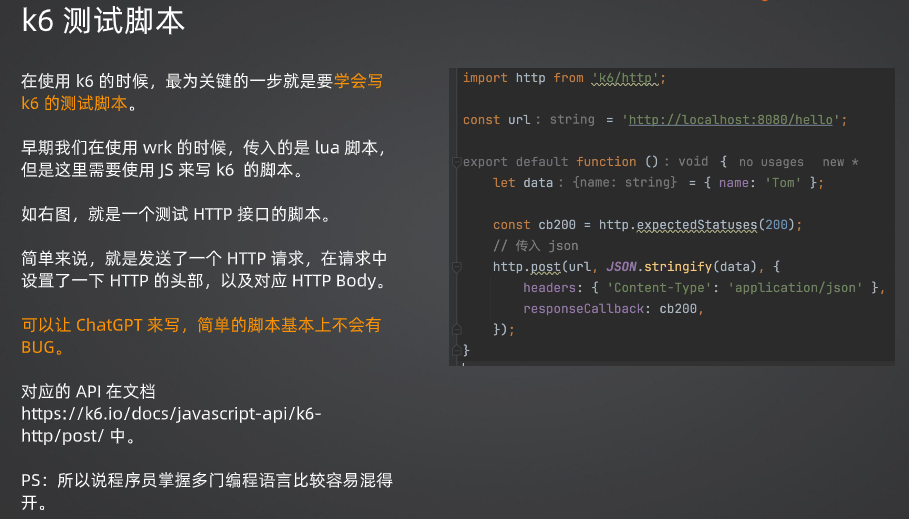 k6 测试脚本
在使用 k6 的时候，最为关键的一步就是要学会写
k6 的测试脚本。
早期我们在使用 wrk 的时候，传入的是 lua 脚本，
但是这里需要使用 JS 来写 k6 的脚本。
如右图，就是一个测试 HTTP 接口的脚本。
简单来说，就是发送了一个 HTTP 请求，在请求中
设置了一下 HTTP 的头部，以及对应 HTTP Body。
可以让 ChatGPT 来写，简单的脚本基本上不会有
BUG。
对应的 API 在文档
https://k6.io/docs/javascript-api/k6-
http/post/ 中。
PS：所以说程序员掌握多门编程语言比较容易混得
开。
import http from 'k6/http';
const url : string = 'http://localhost:8080/hello';
export default function () : void { no usages new *
let data : {name: string} = { name: 'Tom' };
const cb200 = http.expectedStatuses(200);
// 传入 json
http.post(url, JSON.stringify(data), {
headers: { 'Content-Type': 'application/json' },
responseCallback: cb200,
});
}